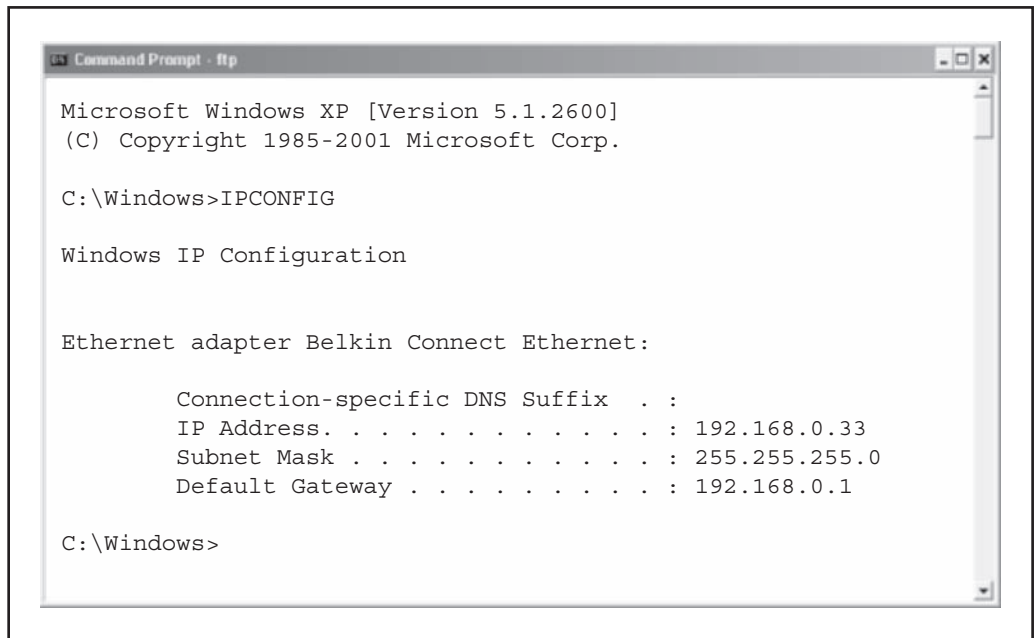 Command Prompt - ftp
Microsoft Windows XP [Version 5.1.2600]
(C) Copyright 1985-2001 Microsoft Corp.
C:\Windows>IPCONFIG
Windows IP Configuration
Ethernet adapter Belkin Connect Ethernet:
Connection-specific DNS Suffix . :
IP Address. . . . . . . . . . . . : 192.168.0.33
Subnet Mask . . . . . . . . . . . : 255.255.255.0
Default Gateway . . . . . . . . . : 192.168.0.1
C:\Windows>